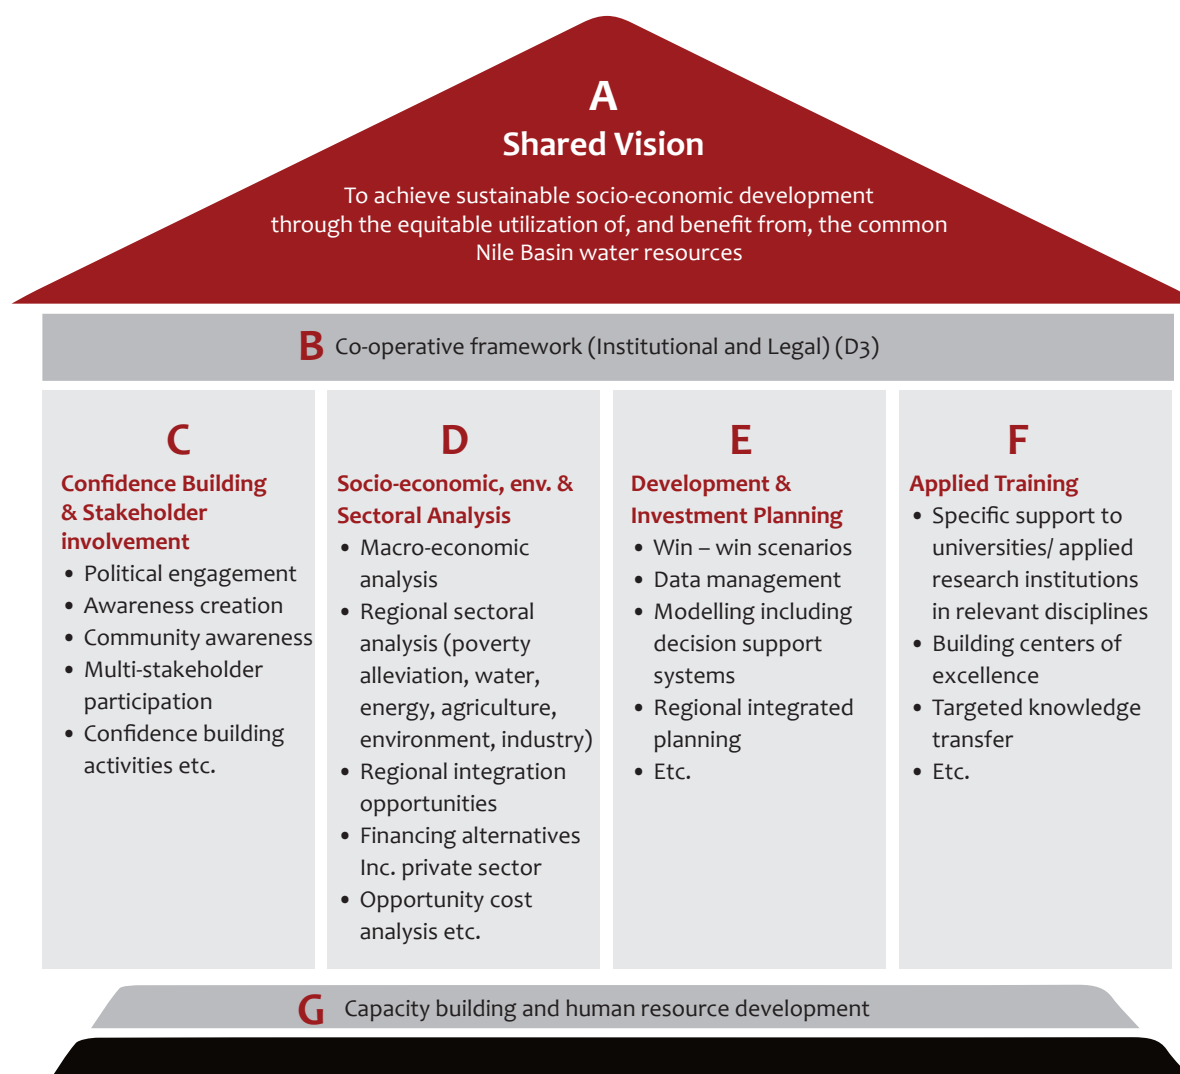 A
Shared Vision
To achieve sustainable socio-economic development
through the equitable utilization of, and benefit from, the common
Nile Basin water resources
B Co-operative framework (Institutional and Legal) (D3)
C
Confidence Building
& Stakeholder
involvement
• Political engagement
• Awareness creation
• Community awareness
• Multi-stakeholder
participation
• Confidence building
activities etc.
D
Socio-economic, env. &
Sectoral Analysis
• Macro-economic
analysis
• Regional sectoral
analysis (poverty
alleviation, water,
energy, agriculture,
environment, industry)
• Regional integration
opportunities
• Financing alternatives
Inc. private sector
• Opportunity cost
analysis etc.
E
Development &
Investment Planning
• Win – win scenarios
• Data management
• Modelling including
decision support
systems
• Regional integrated
planning
• Etc.
F
Applied Training
• Specific support to
universities/ applied
research institutions
in relevant disciplines
• Building centers of
excellence
• Targeted knowledge
transfer
• Etc.
G Capacity building and human resource development